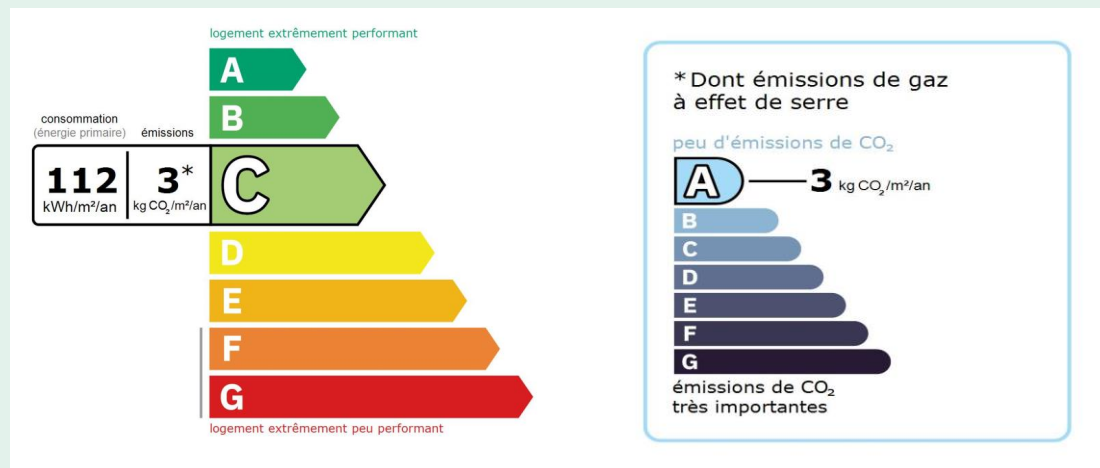 logement extrêmement performant
A
B
consommation
(énergie primaire)
émissions
112
kWh/m²/an
3*
kg CO₂/m²/an
C
D
E
F
G
logement extrêmement peu performant
*Dont émissions de gaz
à effet de serre
peu d'émissions de CO₂
A
3 kg CO₂/m²/an
B
C
D
E
F
G
émissions de CO₂
très importantes